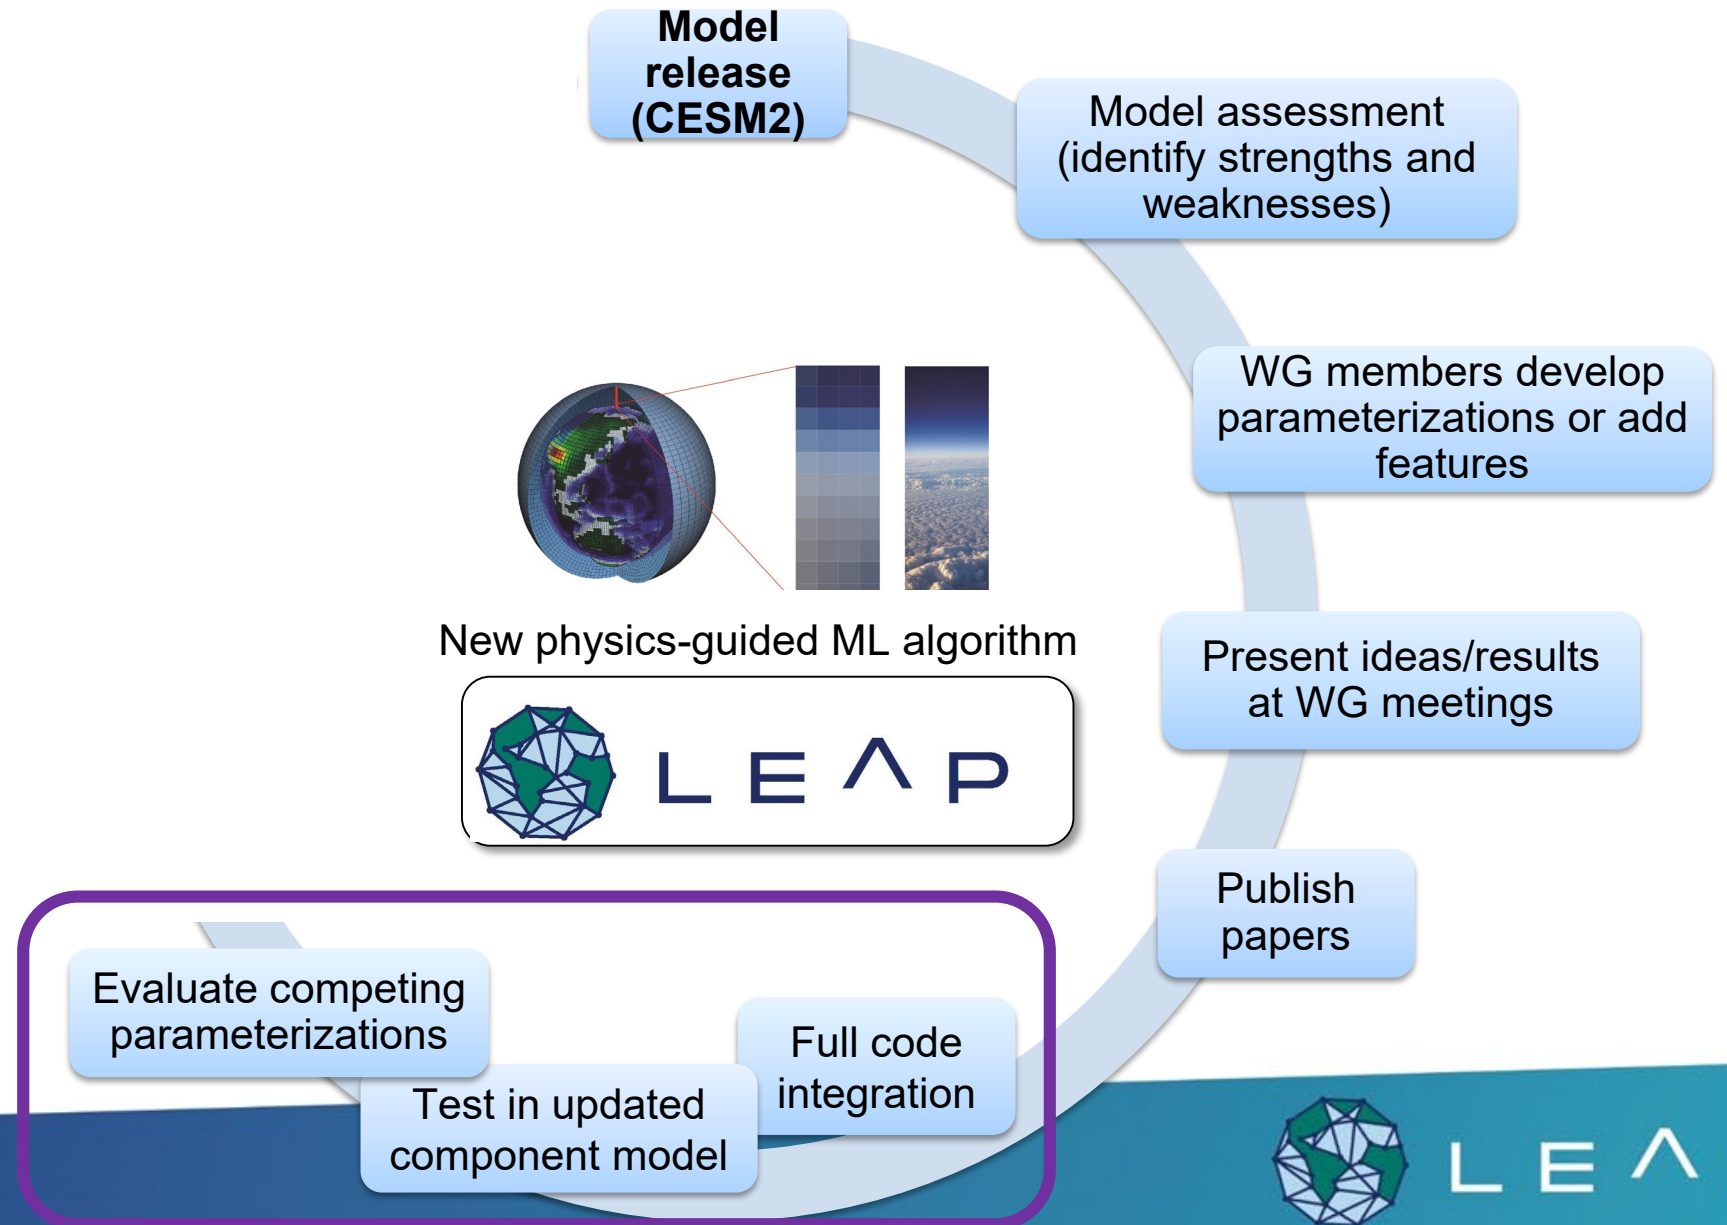 Model
release
(CESM2)
Model assessment
(identify strengths and
weaknesses)
WG members develop
parameterizations or add
features
New physics-guided ML algorithm
Present ideas/results
at WG meetings
LEAP
Publish
papers
Evaluate competing
parameterizations
Full code
integration
Test in updated
component model
LEA